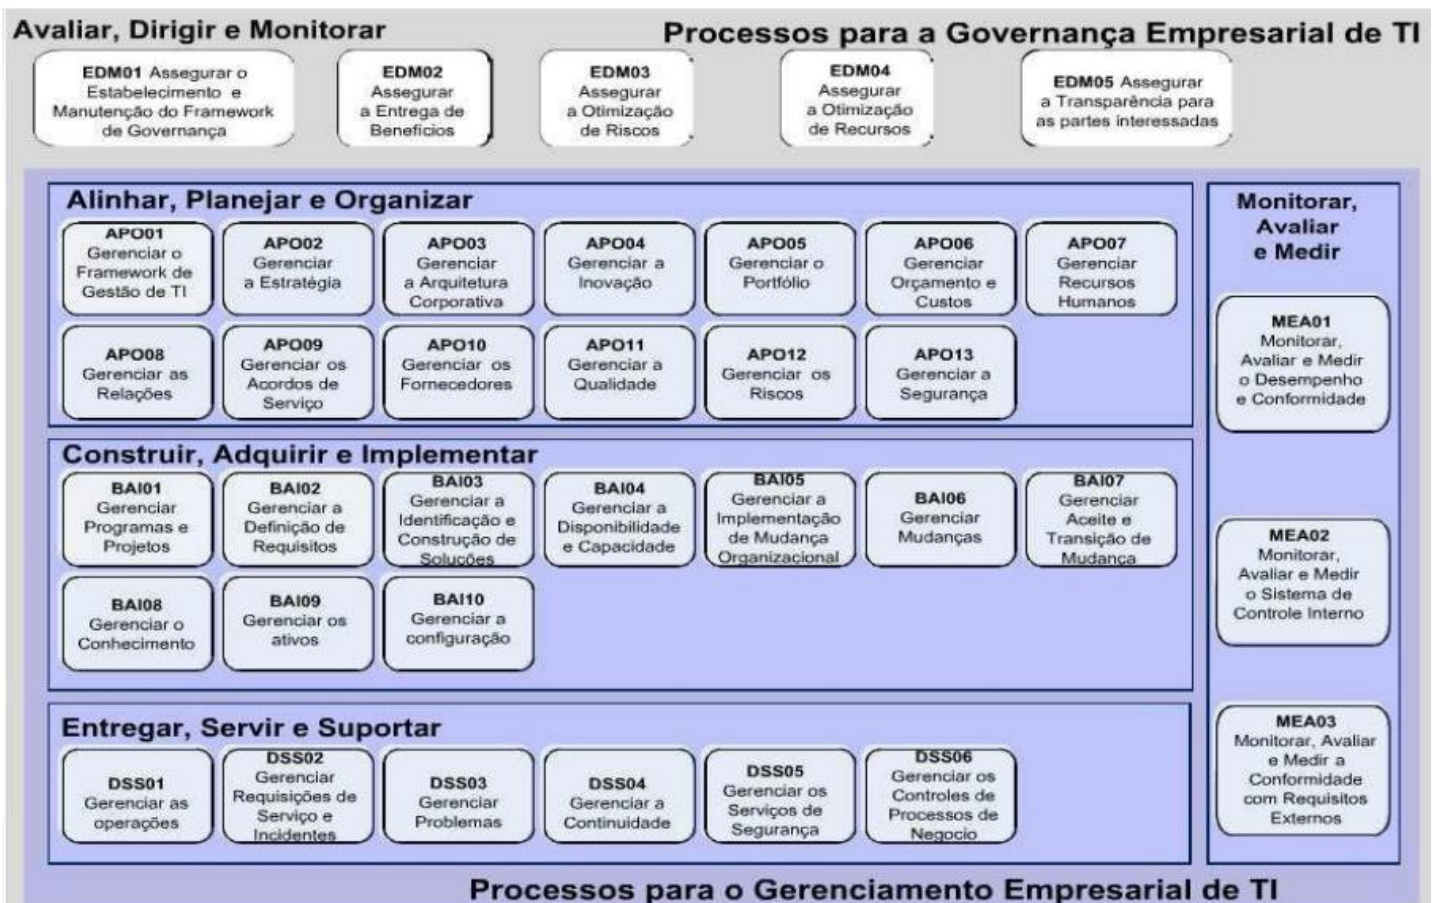 Avaliar, Dirigir e Monitorar
Processos para a Governança Empresarial de TI
EDM01 Assegurar o
Estabelecimento e
Manutenção do Framework
de Governança
EDM02
Assegurar
a Entrega de
Benefícios
EDM03
Assegurar
a Otimização
de Riscos
EDM04
Assegurar
a Otimização
de Recursos
EDM05 Assegurar
a Transparência para
as partes interessadas
Alinhar, Planejar e Organizar
APO01
Gerenciar o
Framework de
Gestão de TI
APO02
Gerenciar
a Estratégia
APO03
Gerenciar
a Arquitetura
Corporativa
APO04
Gerenciar a
Inovação
APO05
Gerenciar o
Portfólio
APO06
Gerenciar
Orçamento e
Custos
APO07
Gerenciar
Recursos
Humanos
APO08
Gerenciar as
Relações
APO09
Gerenciar os
Acordos de
Serviço
APO10
Gerenciar os
Fornecedores
APO11
Gerenciar a
Qualidade
APO12
Gerenciar os
Riscos
APO13
Gerenciar a
Segurança
Construir, Adquirir e Implementar
BAI01
Gerenciar
Programas e
Projetos
BAI02
Gerenciar a
Definição de
Requisitos
BAI03
Gerenciar a
Identificação e
Construção de
Soluções
BAI04
Gerenciar a
Disponibilidade
e Capacidade
BAI05
Gerenciar a
Implementação
de Mudança
Organizacional
BAI06
Gerenciar
Mudanças
BAI07
Gerenciar
Aceite e
Transição de
Mudança
BAI08
Gerenciar o
Conhecimento
BAI09
Gerenciar os
ativos
BAI10
Gerenciar a
configuração
Entregar, Servir e Suportar
DSS01
Gerenciar as
operações
DSS02
Gerenciar
Requisições de
Serviço e
Incidentes
DSS03
Gerenciar
Problemas
DSS04
Gerenciar a
Continuidade
DSS05
Gerenciar os
Serviços de
Segurança
DSS06
Gerenciar os
Controles de
Processos de
Negocio
Monitorar,
Avaliar
e Medir
MEA01
Monitorar,
Avaliar e Medir
o Desempenho
e Conformidade
MEA02
Monitorar,
Avaliar e Medir
o Sistema de
Controle Interno
MEA03
Monitorar, Avaliar
e Medir a
Conformidade
com Requisitos
Externos
Processos para o Gerenciamento Empresarial de TI